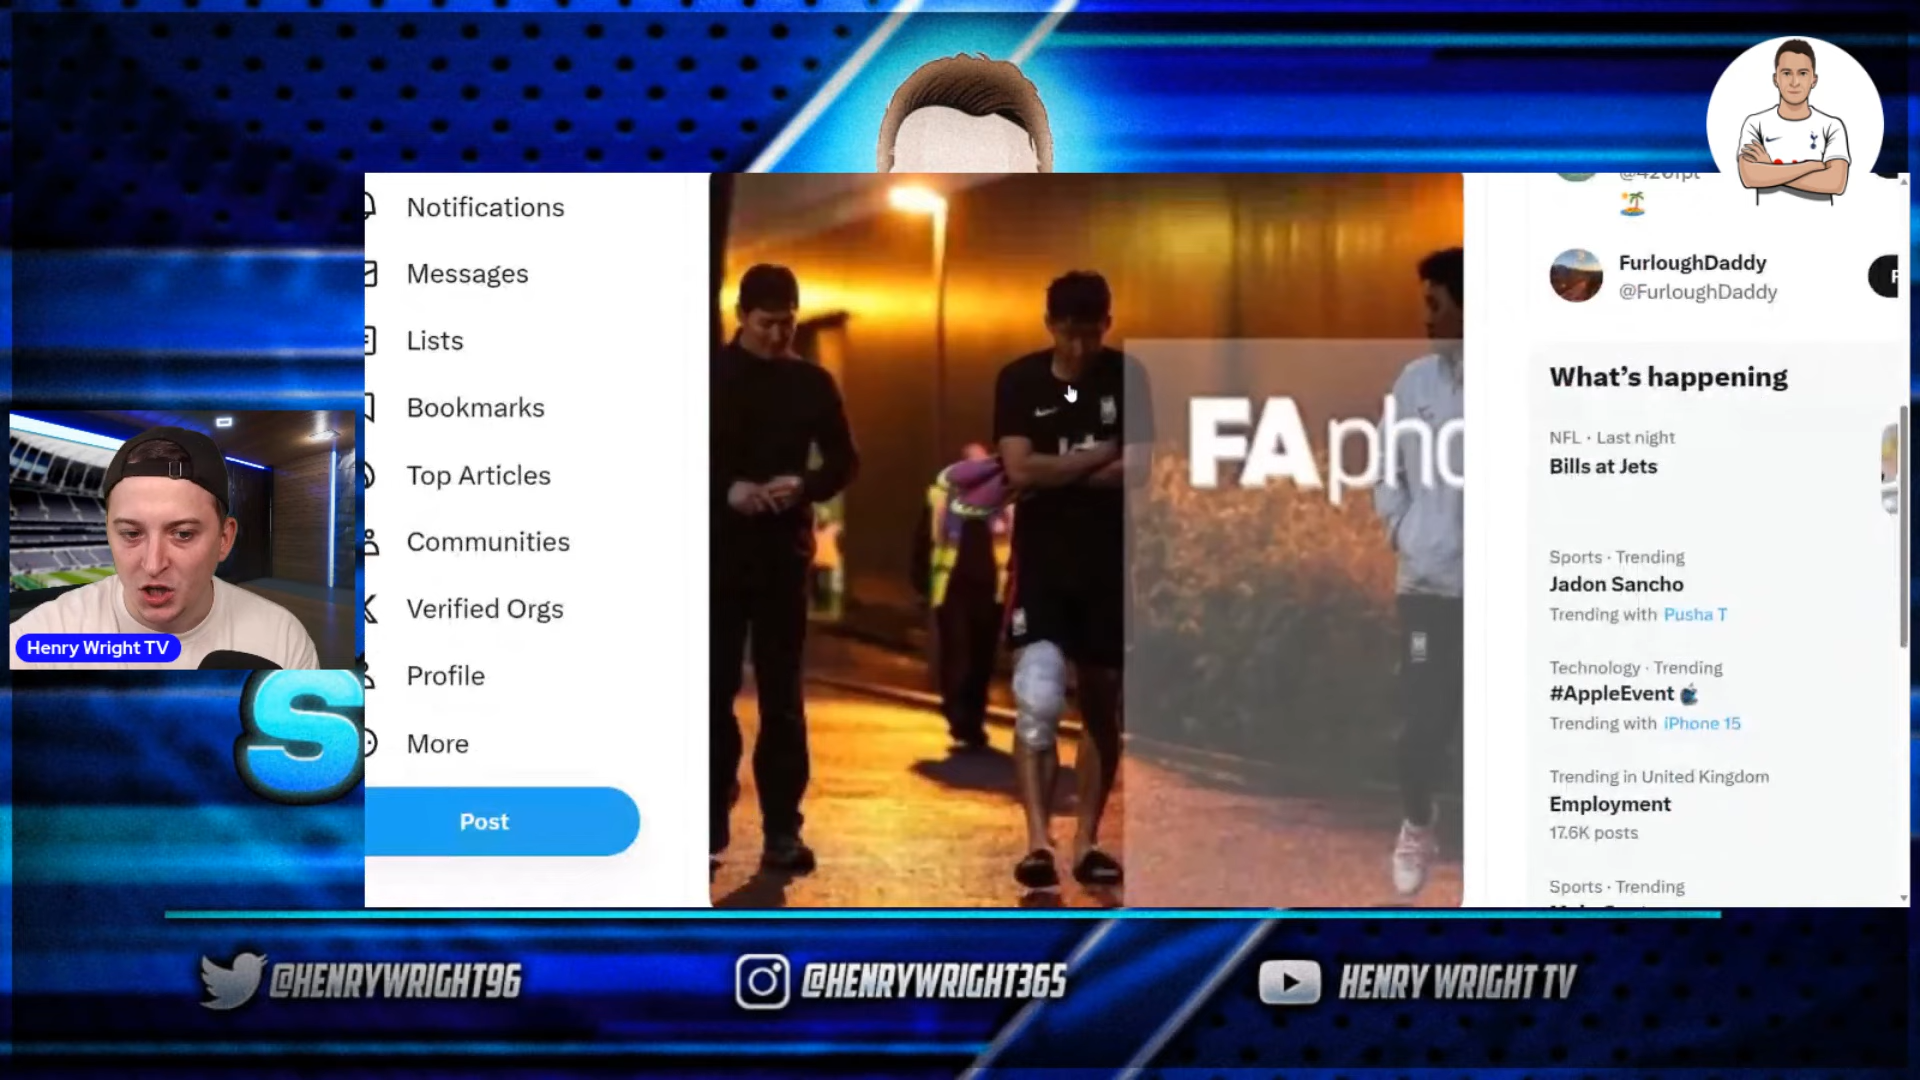 @420fpl
🏝️
Notifications
FurloughDaddy
@FurloughDaddy
Messages
Lists
What's happening
Bookmarks
FApho
NFL · Last night
Bills at Jets
Top Articles
Communities
Sports · Trending
Jadon Sancho
Trending with Pusha T
Verified Orgs
Henry Wright TV
Technology · Trending
#AppleEvent
Trending with iPhone 15
Profile
S
More
Trending in United Kingdom
Employment
17.6K posts
Post
Sports · Trending
@HENRYWRIGHT96
@HENRYWRIGHT365
HENRY WRIGHT TV